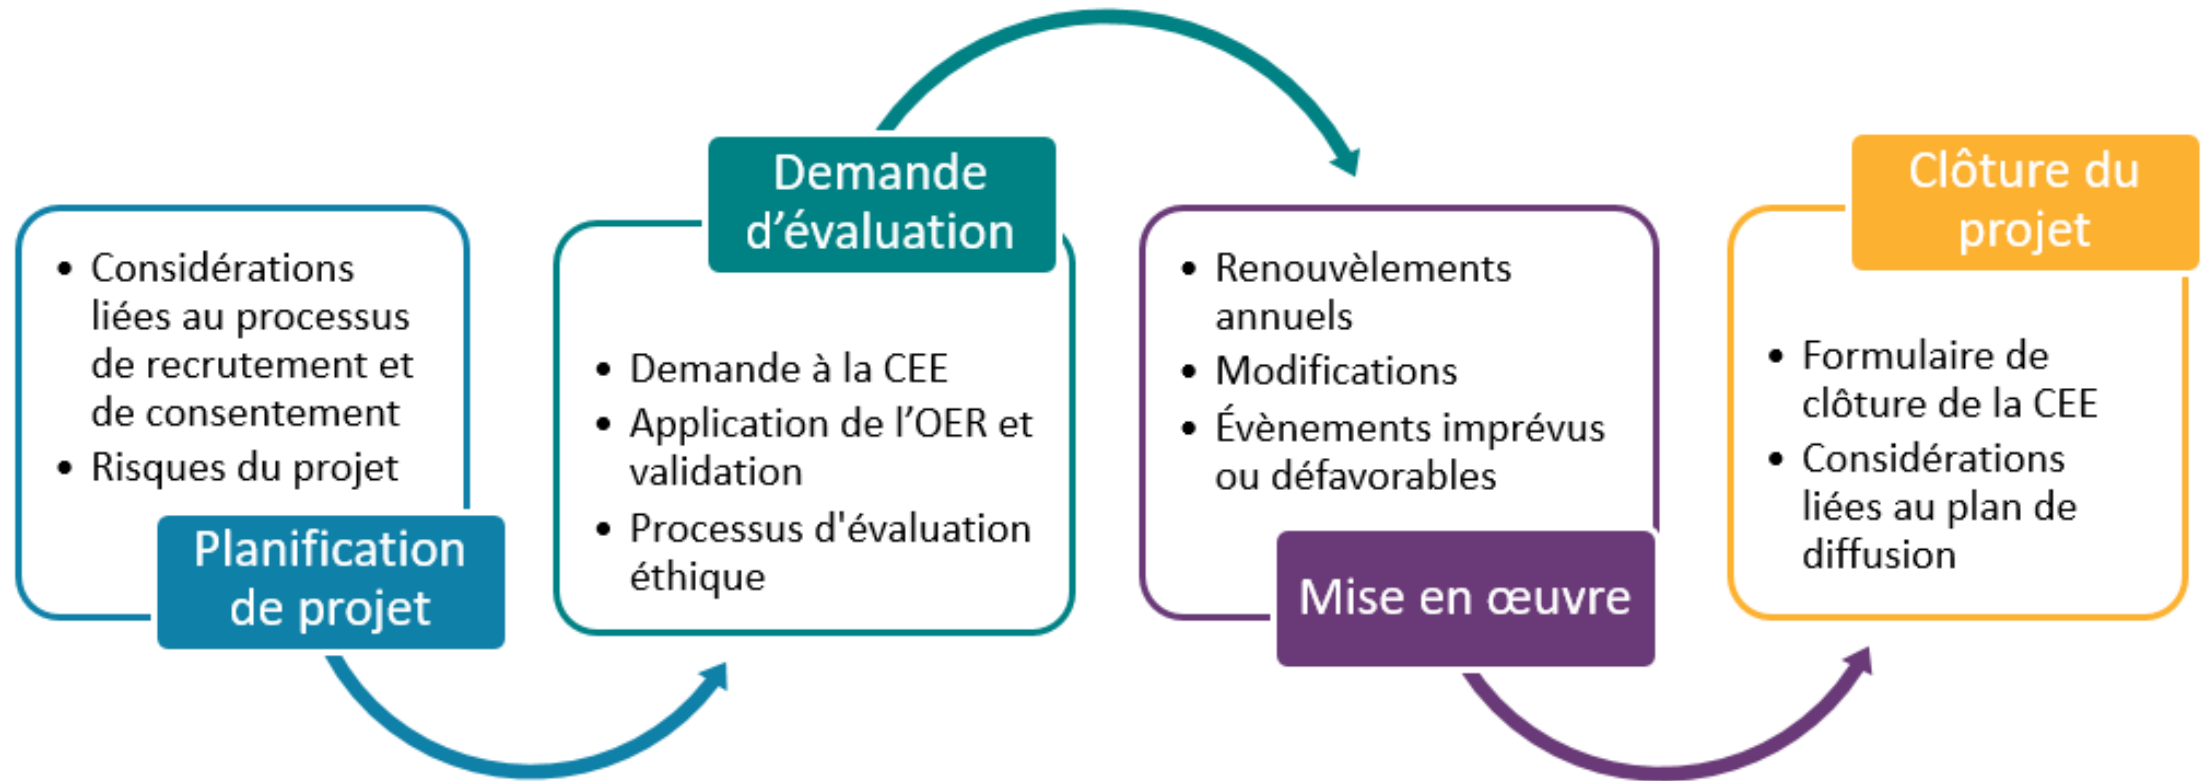 • Considérations
liées au processus
de recrutement et
de consentement
• Risques du projet
Planification
de projet
Demande
d’évaluation
• Demande à la CEE
• Application de l’OER et
validation
• Processus d'évaluation
éthique
• Renouvèlements
annuels
• Modifications
• Évènements imprévus
ou défavorables
Mise en œuvre
Clôture du
projet
• Formulaire de
clôture de la CEE
• Considérations
liées au plan de
diffusion